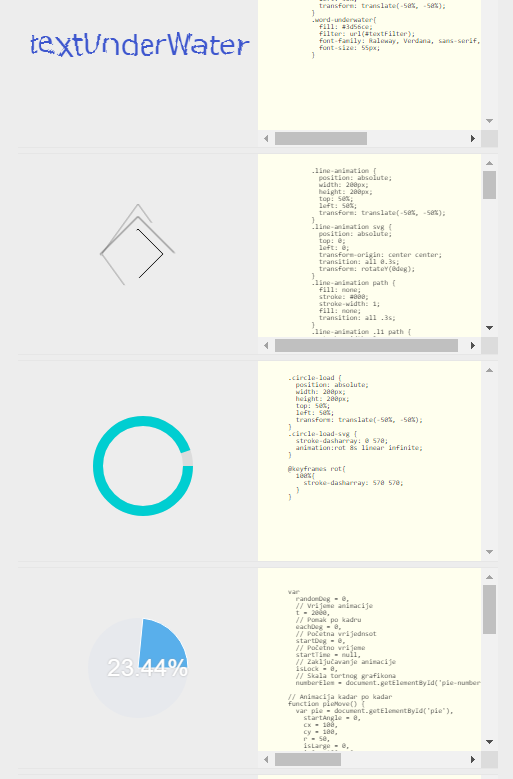 transform: translate(-50%, -50%);
}
.word-underwater{
fill: #3d56ce;
filter: url(#textFilter);
font-family: Raleway, Verdana, sans-serif,
font-size: 55px;
}
textUnderWater
.line-animation {
position: absolute;
width: 200px;
height: 200px;
top: 50%;
left: 50%;
transform: translate(-50%, -50%);
}
.line-animation svg {
position: absolute;
top: 0;
left: 0;
transform-origin: center center;
transition: all 0.3s;
transform: rotateY(0deg);
}
.line-animation path {
fill: none;
stroke: #000;
stroke-width: 1;
fill: none;
transition: all .3s;
}
.line-animation .l1 path {
.circle-load {
position: absolute;
width: 200px;
height: 200px;
top: 50%;
left: 50%;
transform: translate(-50%, -50%);
}
.circle-load-svg {
stroke-dasharray: 0 570;
animation:rot 8s linear infinite;
}
@keyframes rot{
100%{
stroke-dasharray: 570 570;
}
}
23.44%
var
randomDeg = 0,
// Vrijeme animacije
t = 2000,
// Pomak po kadru
eachDeg = 0,
// Početna vrijednsot
startDeg = 0,
// Početno vrijeme
startTime = null,
// Zaključavanje animacije
isLock = 0,
// Skala tortnog grafikona
numberElem = document.getElementById('pie-number
// Animacija kadar po kadar
function pieMove() {
var pie = document.getElementById('pie'),
startAngle = 0,
cx = 100,
cy = 100,
r = 50,
isLarge = 0,